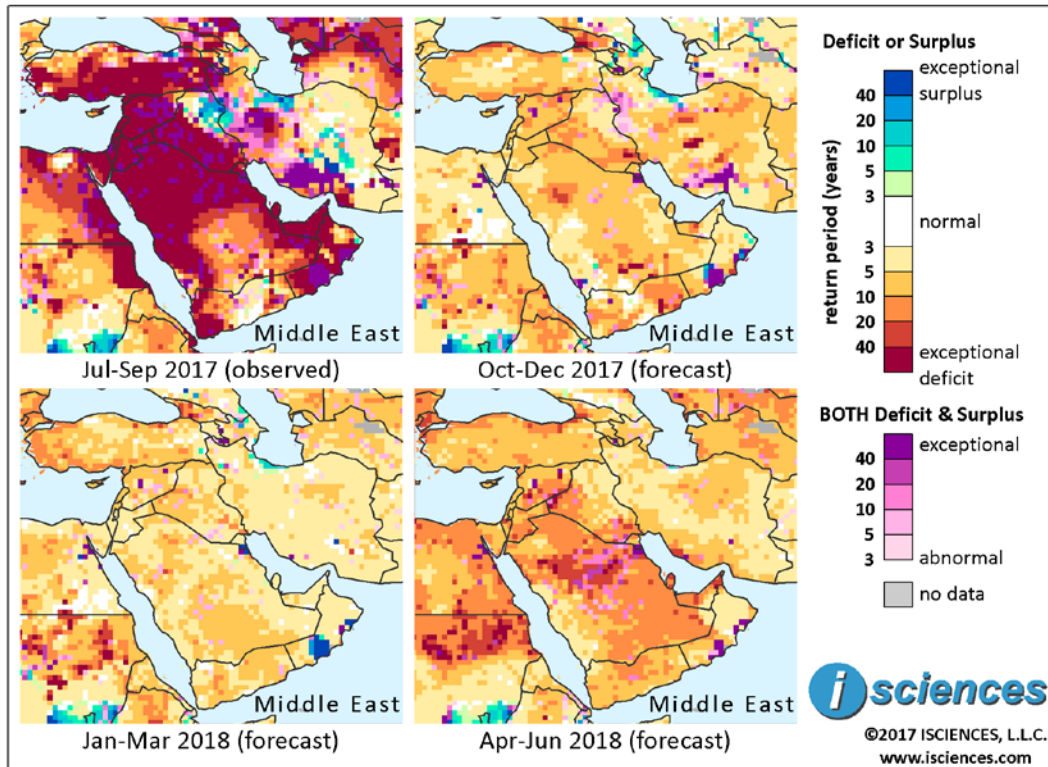 Middle East
Jul-Sep 2017 (observed)
Middle East
Oct-Dec 2017 (forecast)
Middle East
Jan-Mar 2018 (forecast)
Middle East
Apr-Jun 2018 (forecast)
Deficit or Surplus
exceptional
surplus
40
20
10
5
3
normal
3
5
10
20
40
exceptional
deficit
return period (years)
BOTH Deficit & Surplus
exceptional
40
20
10
5
3
abnormal
no data
i sciences
©2017 ISCIENCES, L.L.C.
www.isciences.com